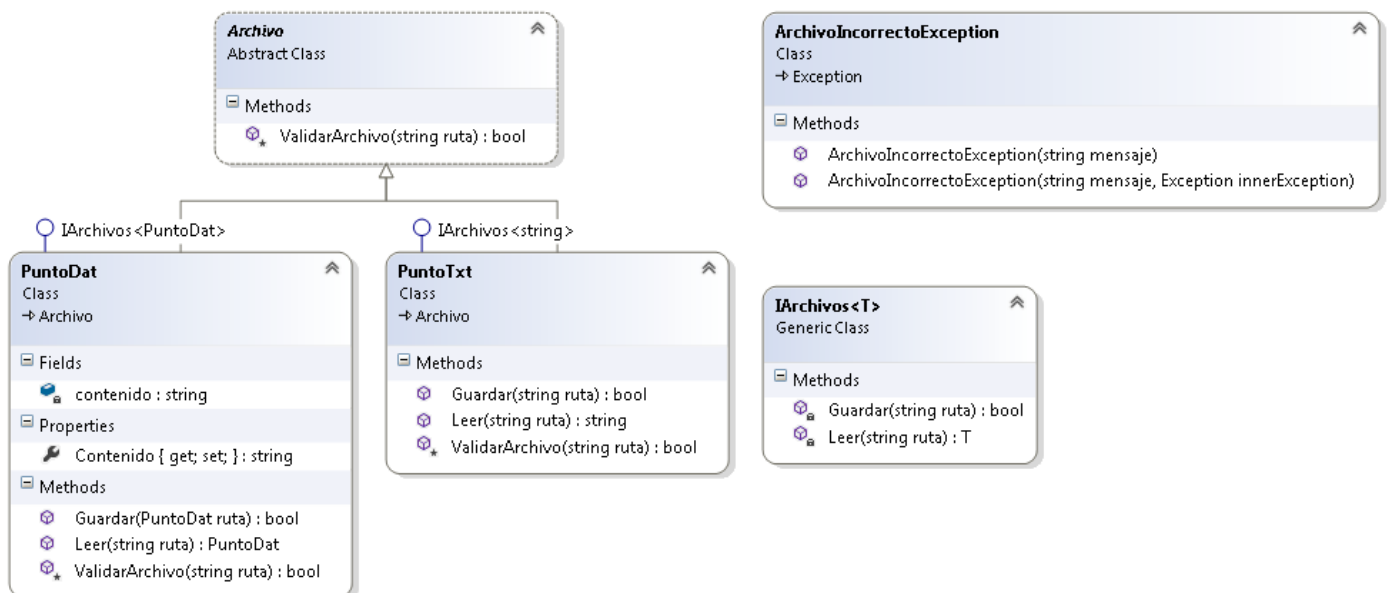 Archivo
Abstract Class
Methods
ValidarArchivo(string ruta) : bool
ArchivoIncorrectoException
Class
Exception
Methods
ArchivoIncorrectoException(string mensaje)
ArchivoIncorrectoException(string mensaje, Exception innerException)
IArchivos<PuntoDat>
PuntoDat
Class
Archivo
Fields
contenido : string
Properties
Contenido { get; set; } : string
Methods
Guardar(PuntoDat ruta) : bool
Leer(string ruta) : PuntoDat
ValidarArchivo(string ruta) : bool
IArchivos<string>
PuntoTxt
Class
Archivo
Methods
Guardar(string ruta) : bool
Leer(string ruta) : string
ValidarArchivo(string ruta) : bool
IArchivos<T>
Generic Class
Methods
Guardar(string ruta) : bool
Leer(string ruta) : T